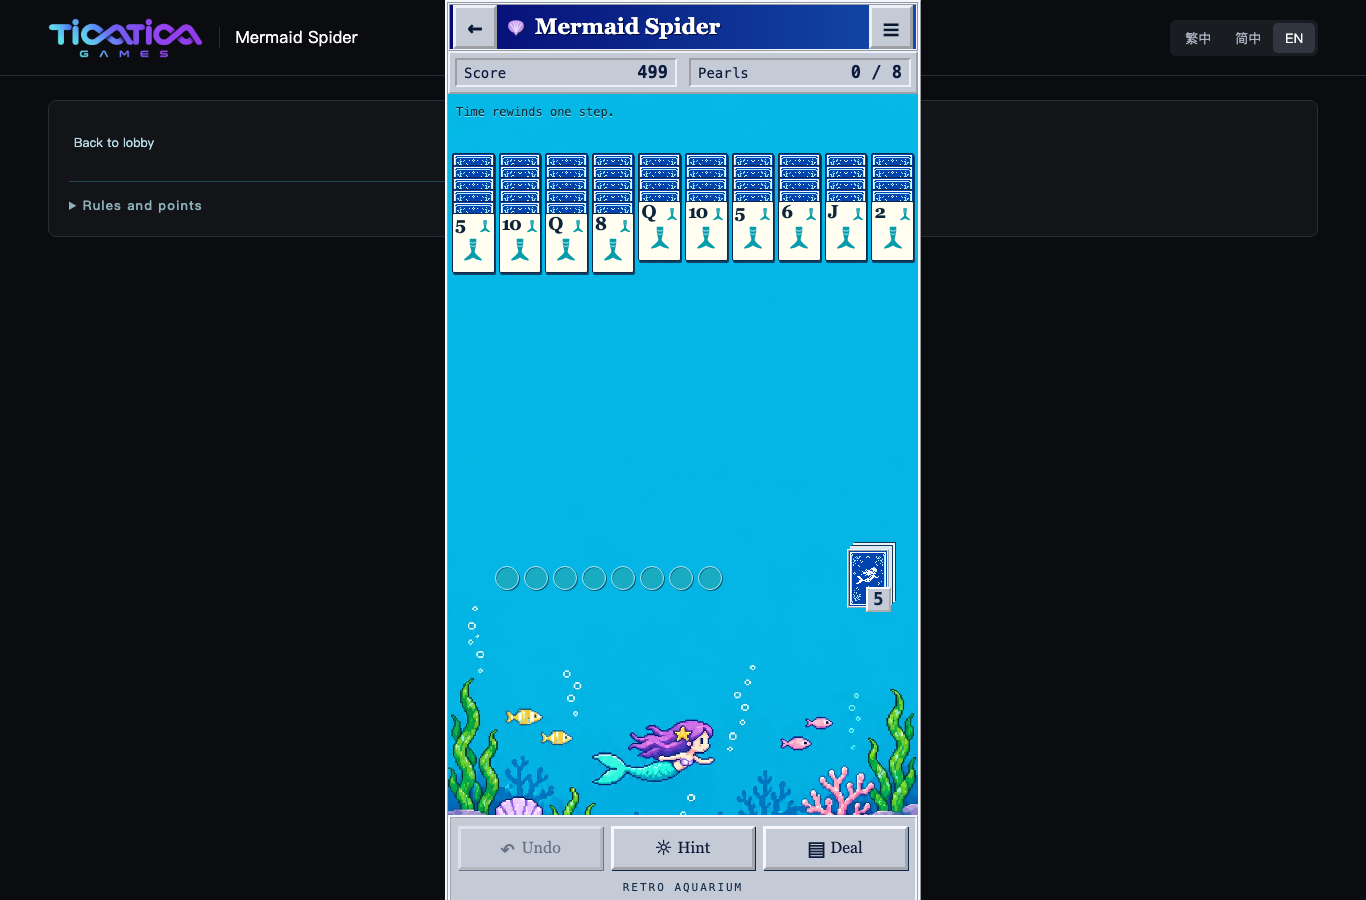 TICATICA
GAMES
Mermaid Spider
繁中
简中
EN
Back to lobby
Rules and points
Mermaid Spider
Score 499
Pearls 0 / 8
Time rewinds one step.
5 10 Q 8 Q 10 5 6 J 2
5
Undo
Hint
Deal
RETRO AQUARIUM